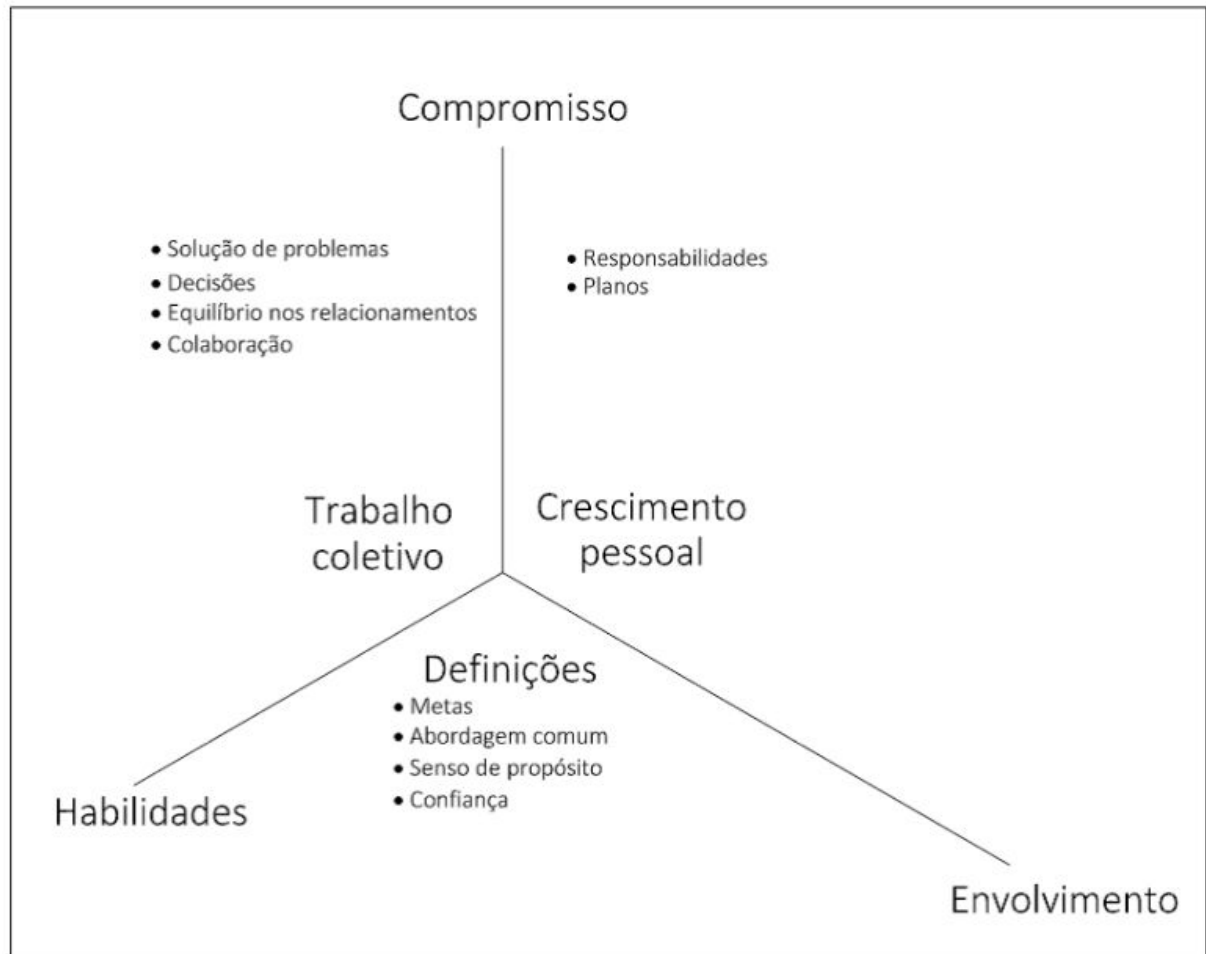 Compromisso
• Solução de problemas
• Decisões
• Equilíbrio nos relacionamentos
• Colaboração
• Responsabilidades
• Planos
Trabalho
coletivo
Crescimento
pessoal
Definições
• Metas
• Abordagem comum
• Senso de propósito
• Confiança
Habilidades
Envolvimento